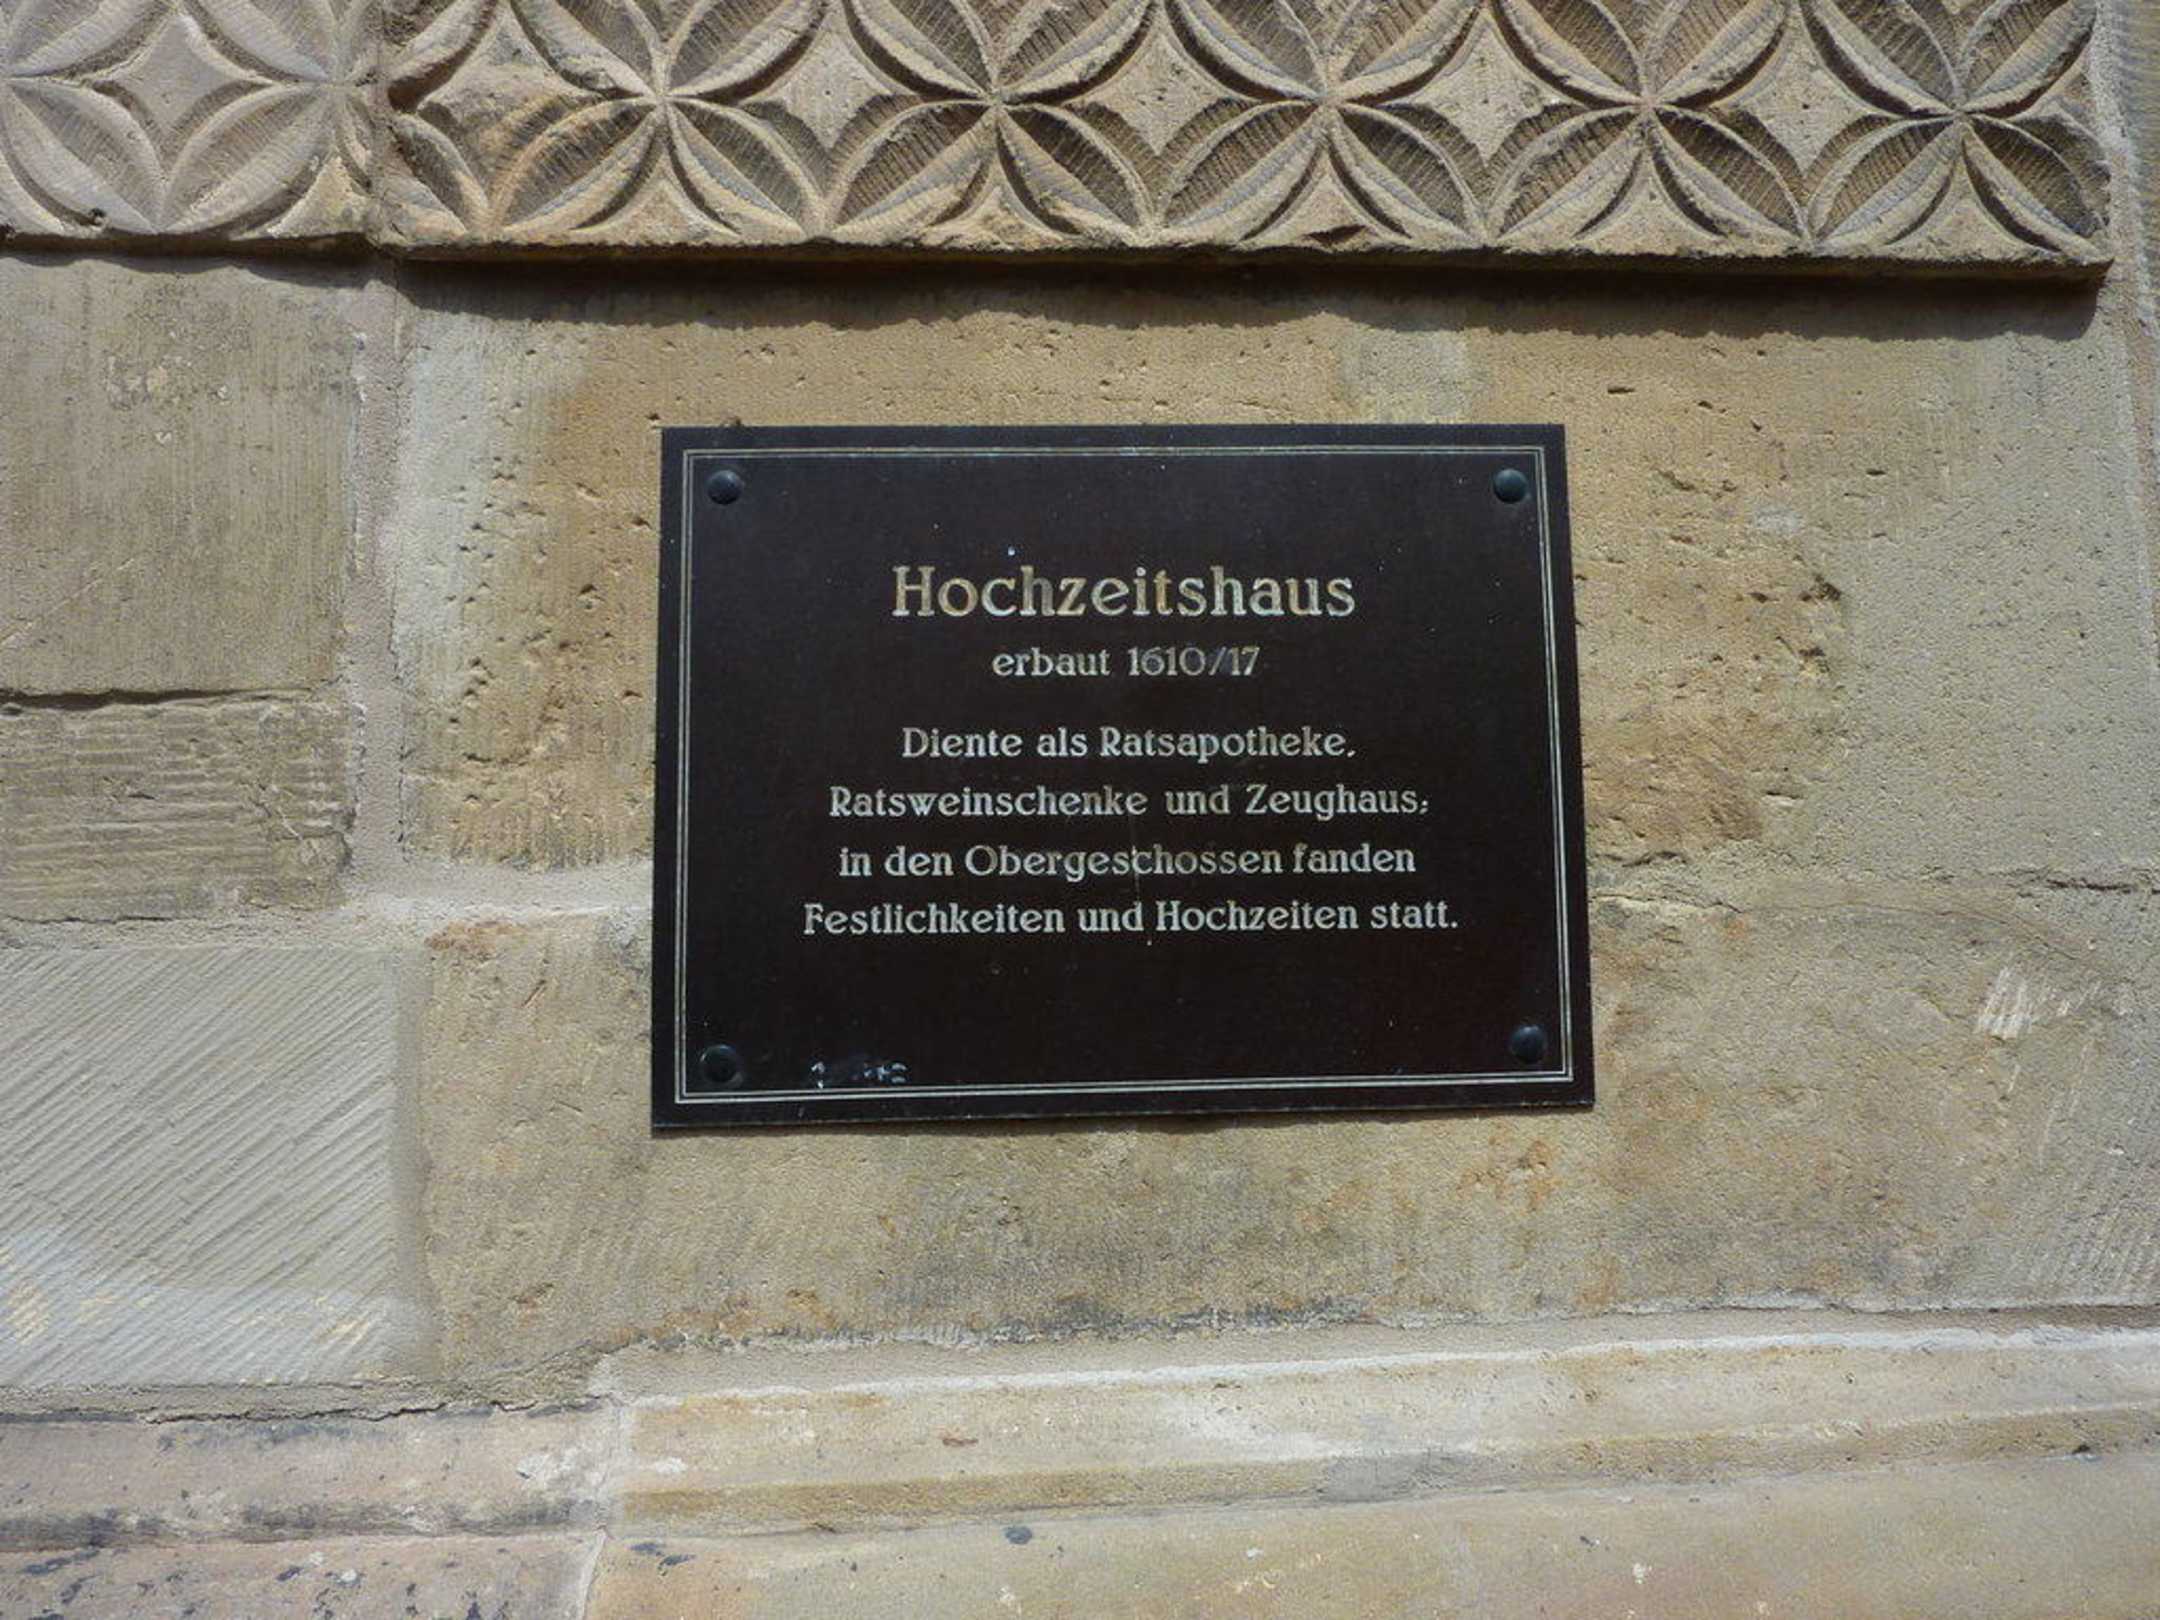 Hochzeitshaus
erbaut 1610/17
Diente als Ratsapotheke,
Ratsweinschenke und Zeughaus;
in den Obergeschossen fanden
Festlichkeiten und Hochzeiten statt.